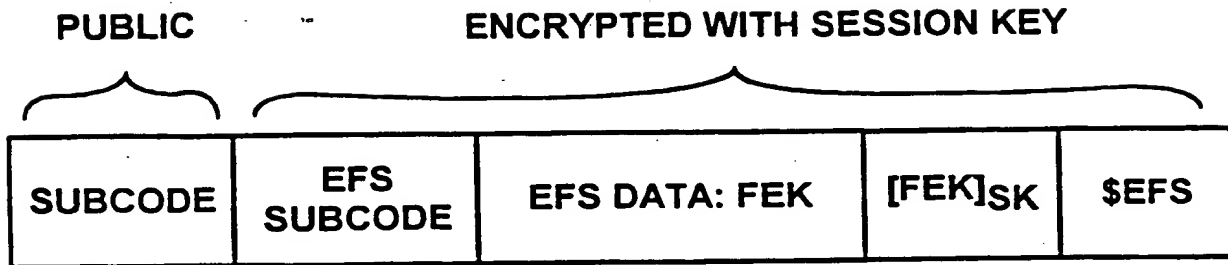 PUBLIC
ENCRYPTED WITH SESSION KEY
SUBCODE
EFS
SUBCODE
EFS DATA: FEK
[FEK]SK
$EFS